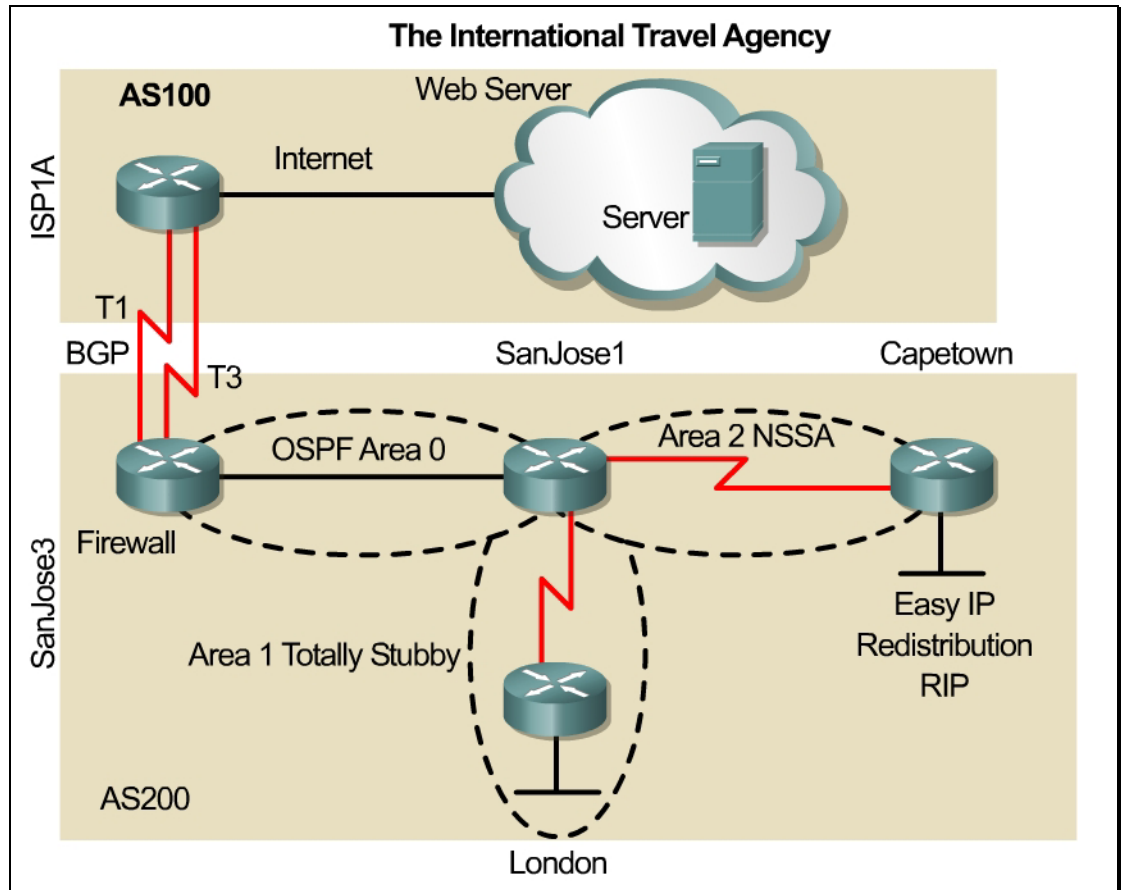 The International Travel Agency
AS100
Web Server
ISP1A
Internet
Server
T1
BGP
T3
SanJose1
Capetown
OSPF Area 0
Area 2 NSSA
Firewall
SanJose3
Easy IP
Redistribution
RIP
Area 1 Totally Stubby
AS200
London